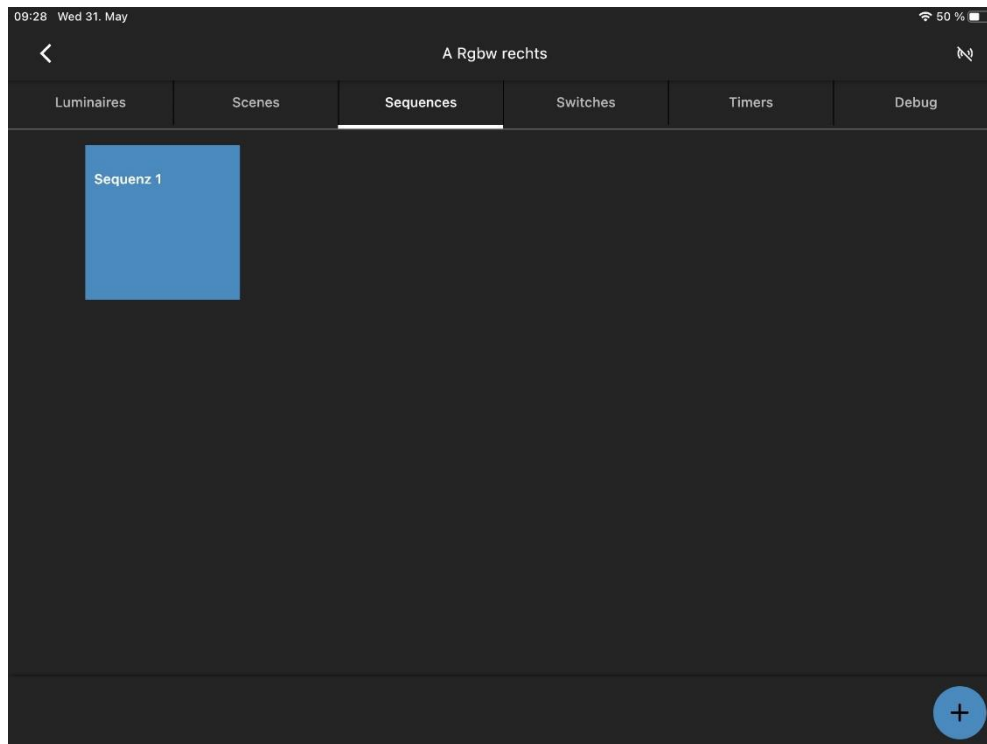 09:28 Wed 31. May 50 %
A Rgbw rechts
Luminaires Scenes Sequences Switches Timers Debug
Sequenz 1
+